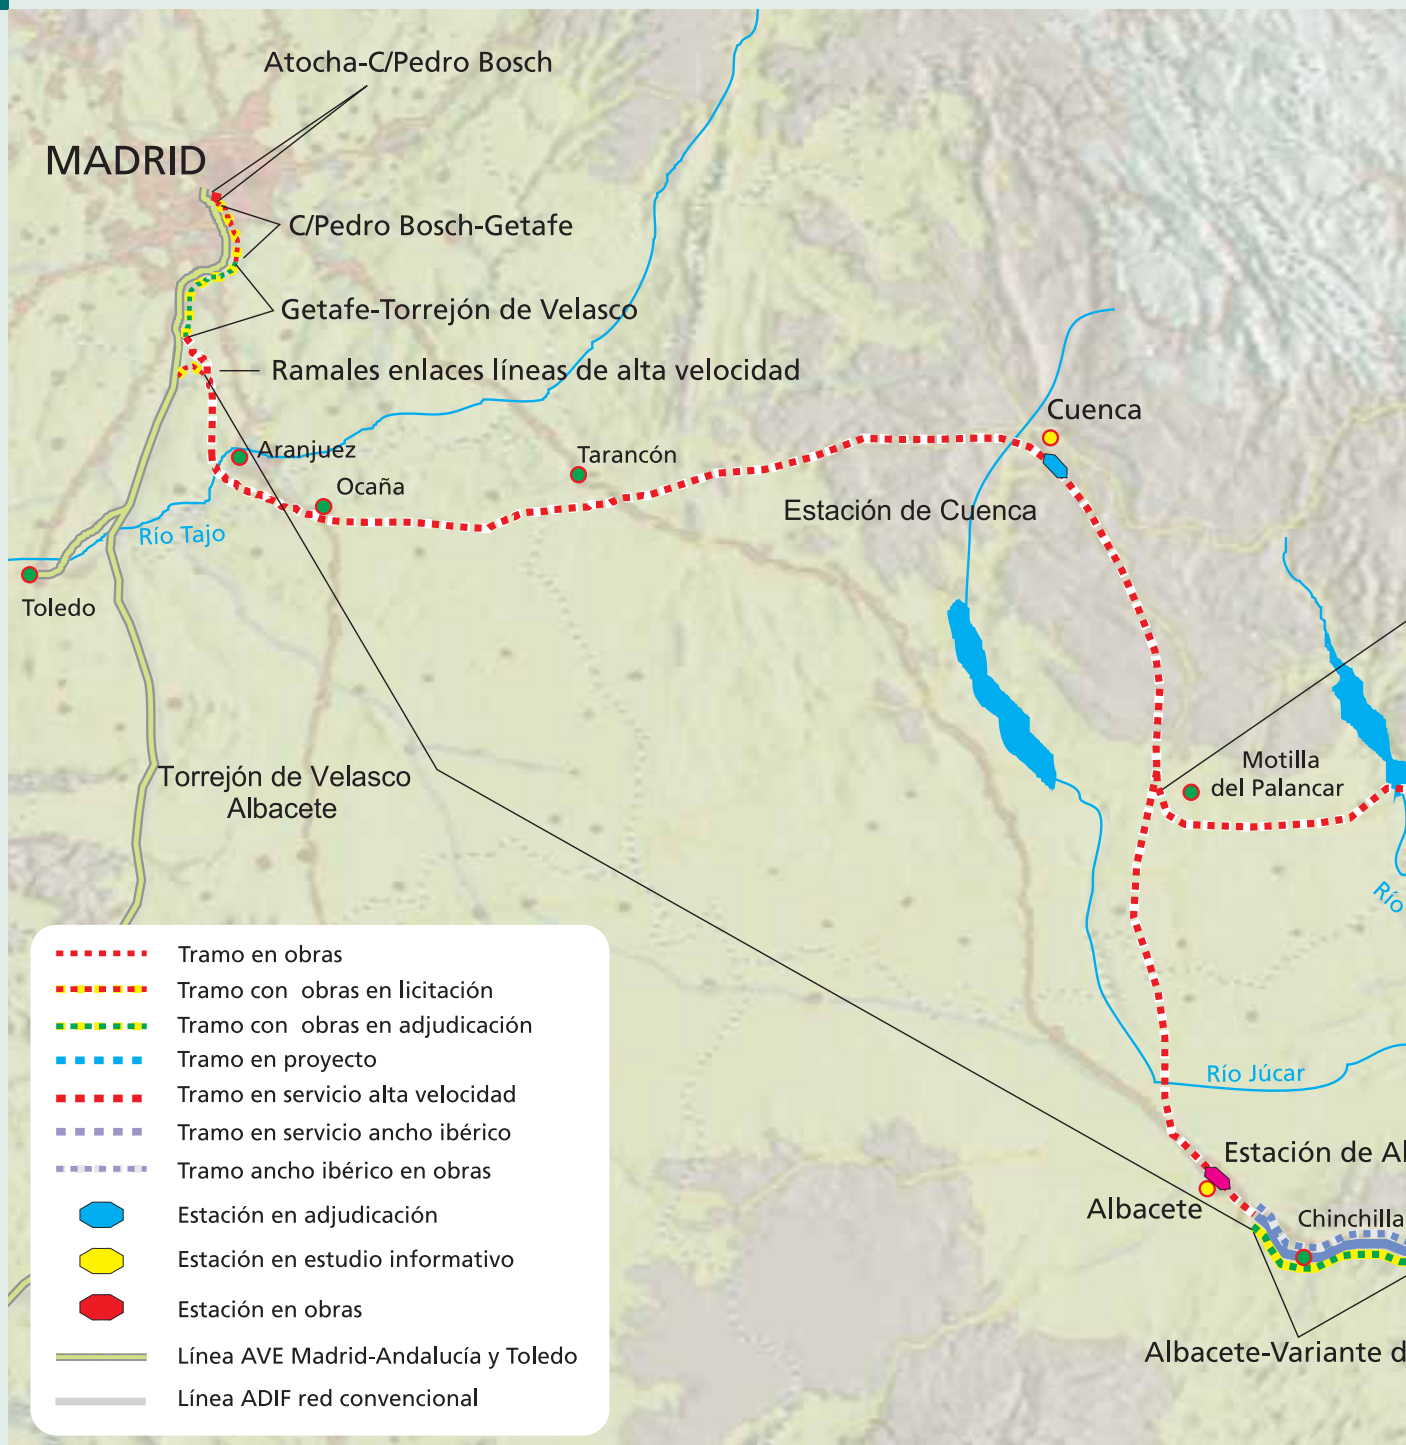 Atocha-C/Pedro Bosch
MADRID
C/Pedro Bosch-Getafe
Getafe-Torrejón de Velasco
Ramales enlaces líneas de alta velocidad
Cuenca
Aranjuez
Tarancón
Ocaña
Estación de Cuenca
Río Tajo
Toledo
Motilla
del Palancar
Torrejón de Velasco
Albacete
Río
Río Júcar
Estación de Al
Albacete
Chinchilla
Albacete-Variante d
Tramo en obras
Tramo con obras en licitación
Tramo con obras en adjudicación
Tramo en proyecto
Tramo en servicio alta velocidad
Tramo en servicio ancho ibérico
Tramo ancho ibérico en obras
Estación en adjudicación
Estación en estudio informativo
Estación en obras
Línea AVE Madrid-Andalucía y Toledo
Línea ADIF red convencional